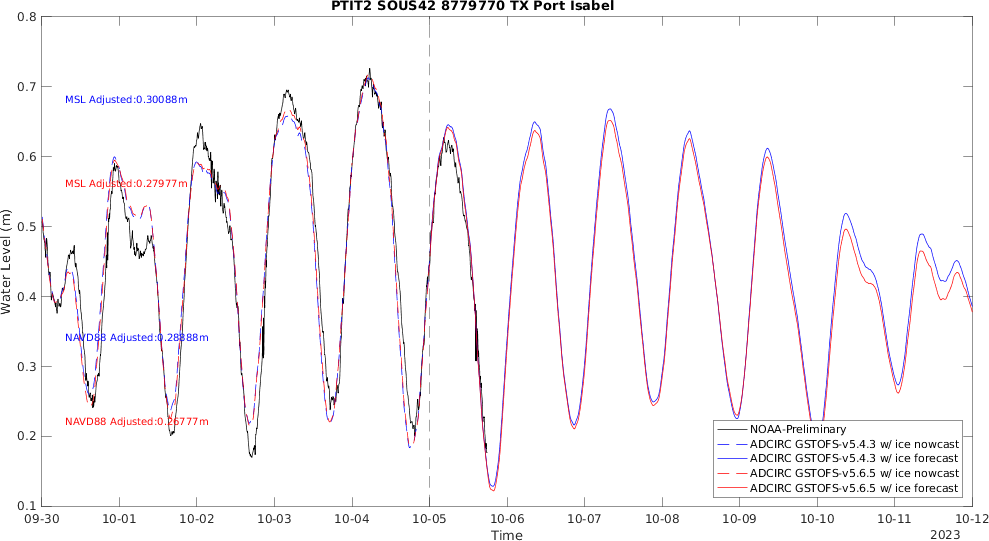 PTIT2 SOUS42 8779770 TX Port Isabel
0.8
0.7
0.6
0.5
0.4
0.3
0.2
0.1
Water Level (m)
MSL Adjusted:0.30088m
MSL Adjusted:0.27977m
NAVD88 Adjusted:0.28888m
NAVD88 Adjusted:0.26777m
NOAA-Preliminary
ADCIRC GSTOFS-v5.4.3 w/ ice nowcast
ADCIRC GSTOFS-v5.4.3 w/ ice forecast
ADCIRC GSTOFS-v5.6.5 w/ ice nowcast
ADCIRC GSTOFS-v5.6.5 w/ ice forecast
09-30 10-01 10-02 10-03 10-04 10-05 10-06 10-07 10-08 10-09 10-10 10-11 10-12
Time
2023